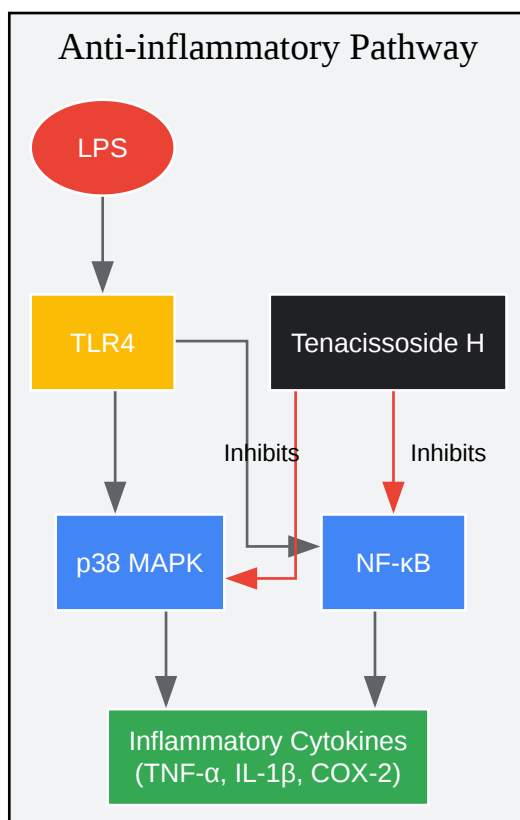 Anti-inflammatory Pathway
LPS
TLR4
Tenacissoside H
Inhibits
Inhibits
p38 MAPK
NF-κB
Inflammatory Cytokines
(TNF-α, IL-1β, COX-2)